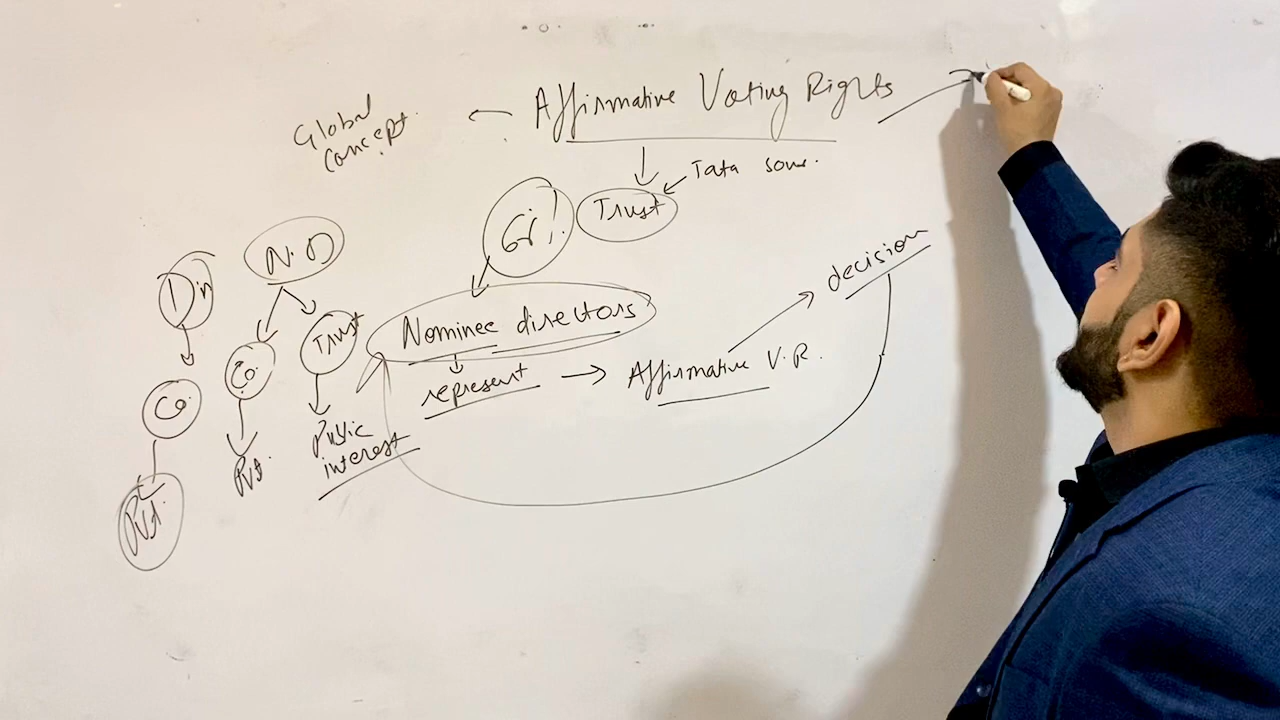 Affirmative Voting Rights
Global
Concept.
Tata sons.
Trust
Dir
N.D
decision
Nominee directors
Trust
Co.
represent
Affirmative V.R.
Co.
Public
interest
Pvt.
Pvt.